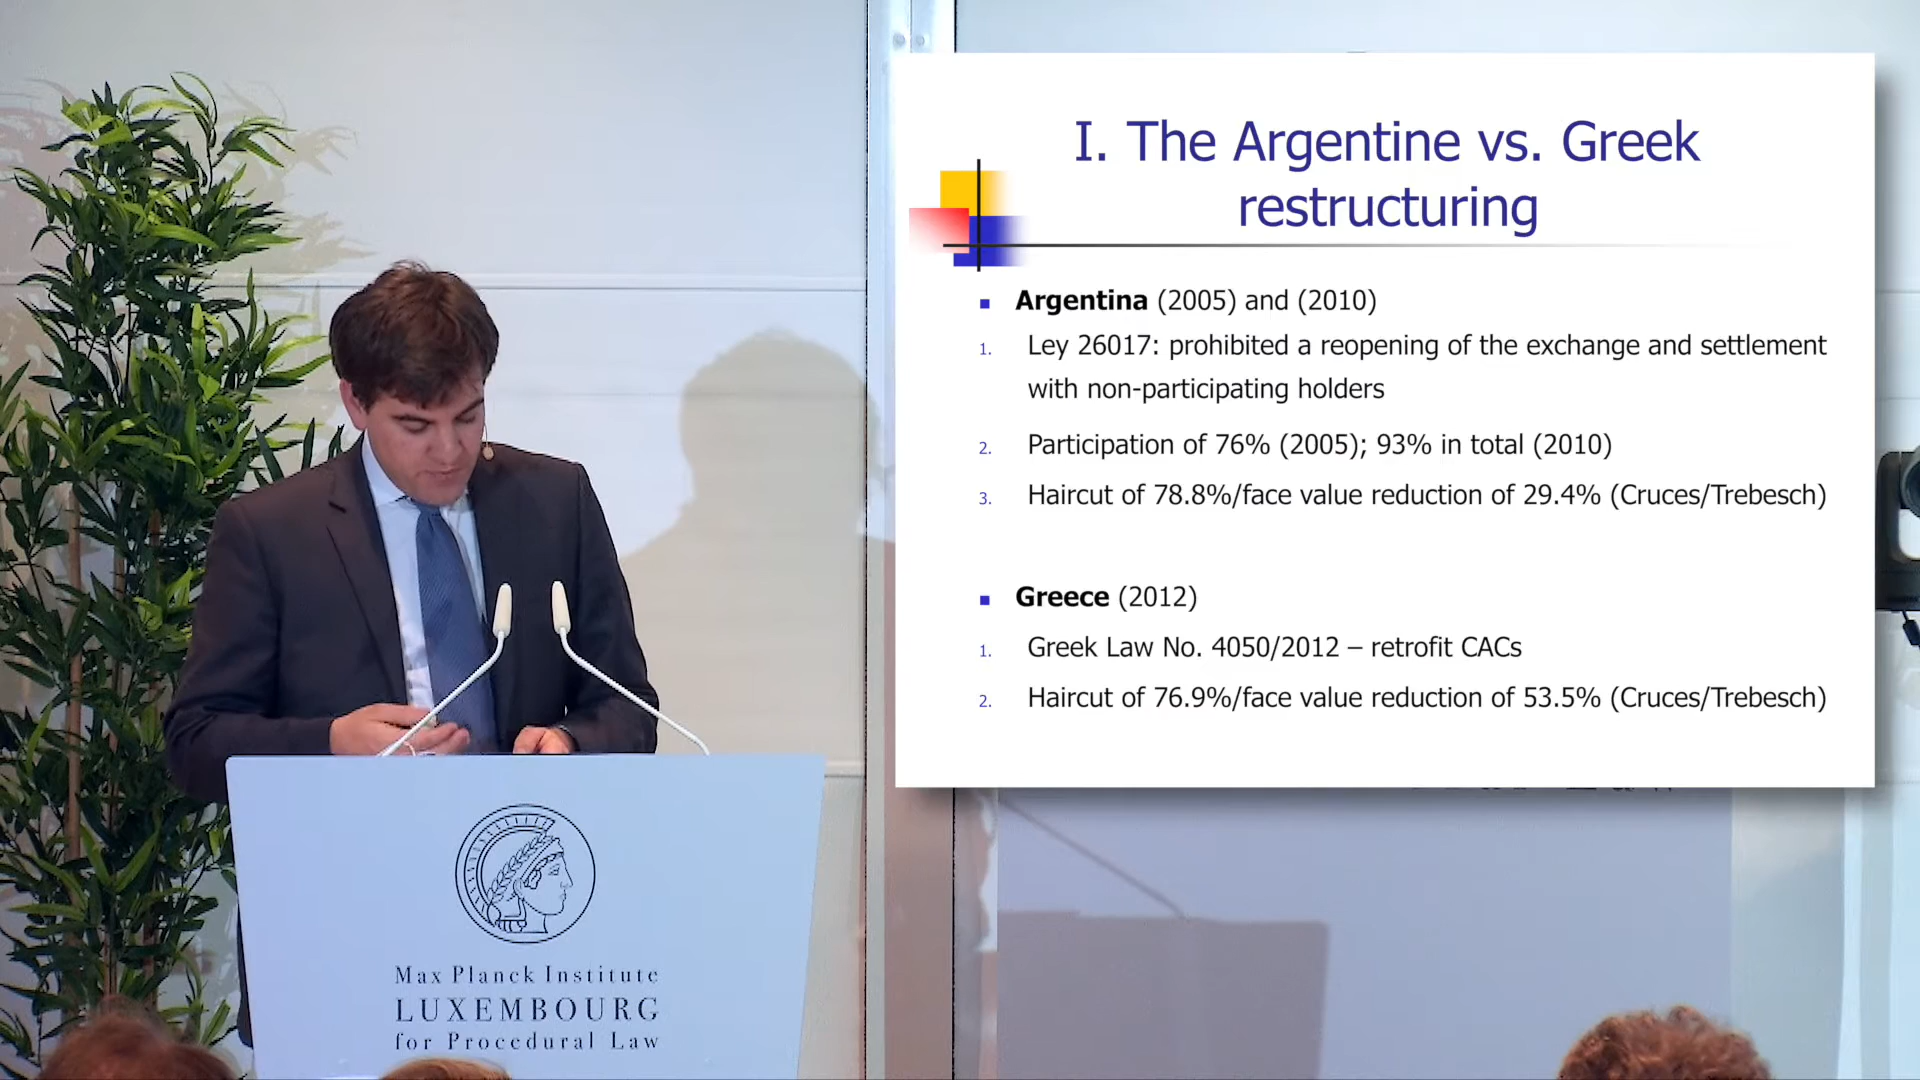 I. The Argentine vs. Greek
restructuring
Argentina (2005) and (2010)
1. Ley 26017: prohibited a reopening of the exchange and settlement
with non-participating holders
2. Participation of 76% (2005); 93% in total (2010)
3. Haircut of 78.8%/face value reduction of 29.4% (Cruces/Trebesch)
Greece (2012)
1. Greek Law No. 4050/2012 – retrofit CACs
2. Haircut of 76.9%/face value reduction of 53.5% (Cruces/Trebesch)
Max Planck Institute
LUXEMBOURG
for Procedural Law